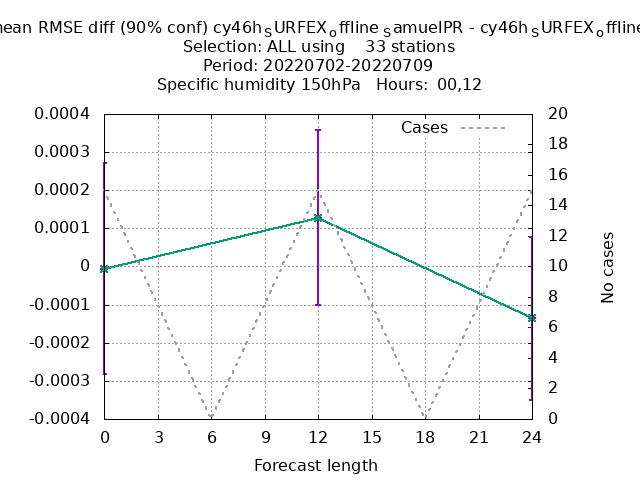 mean RMSE diff (90% conf) cy46h_SURFEX_offline_SamuelPR - cy46h_SURFEX_offline
Selection: ALL using 33 stations
Period: 20220702-20220709
Specific humidity 150hPa Hours: 00,12
Cases
0.0004
0.0003
0.0002
0.0001
0
-0.0001
-0.0002
-0.0003
-0.0004
20
18
16
14
12
10
8
6
4
2
0
No cases
0 3 6 9 12 15 18 21 24
Forecast length